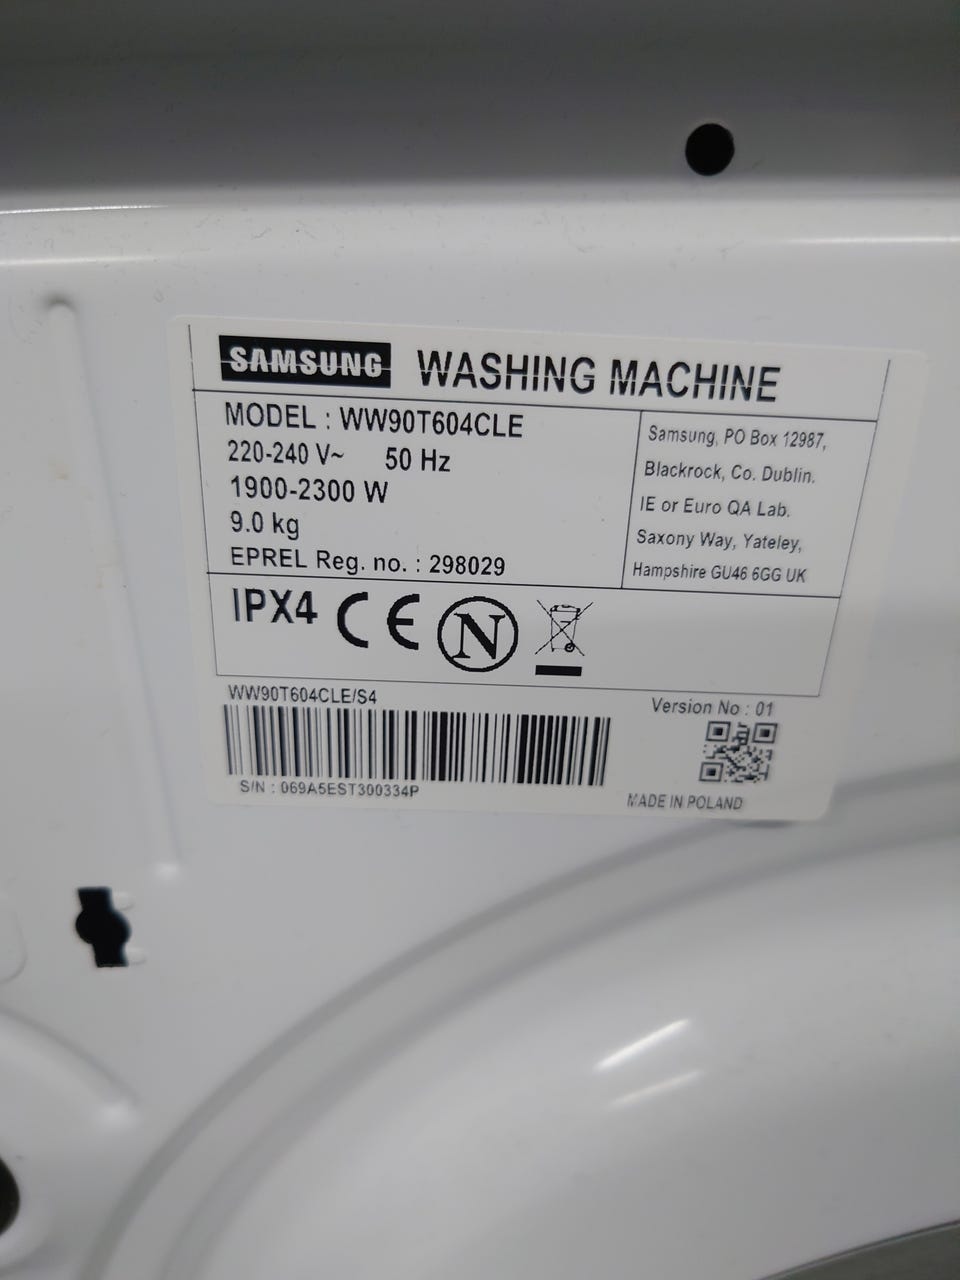 SAMSUNG WASHING MACHINE
MODEL : WW90T604CLE
220-240 V~ 50 Hz
1900-2300 W
9.0 kg
EPREL Reg. no. : 298029
Samsung, PO Box 12987,
Blackrock, Co. Dublin.
IE or Euro QA Lab.
Saxony Way, Yateley,
Hampshire GU46 6GG UK
IPX4 CE N
WW90T604CLE/S4
S/N : 069A5EST300334P
Version No : 01
MADE IN POLAND